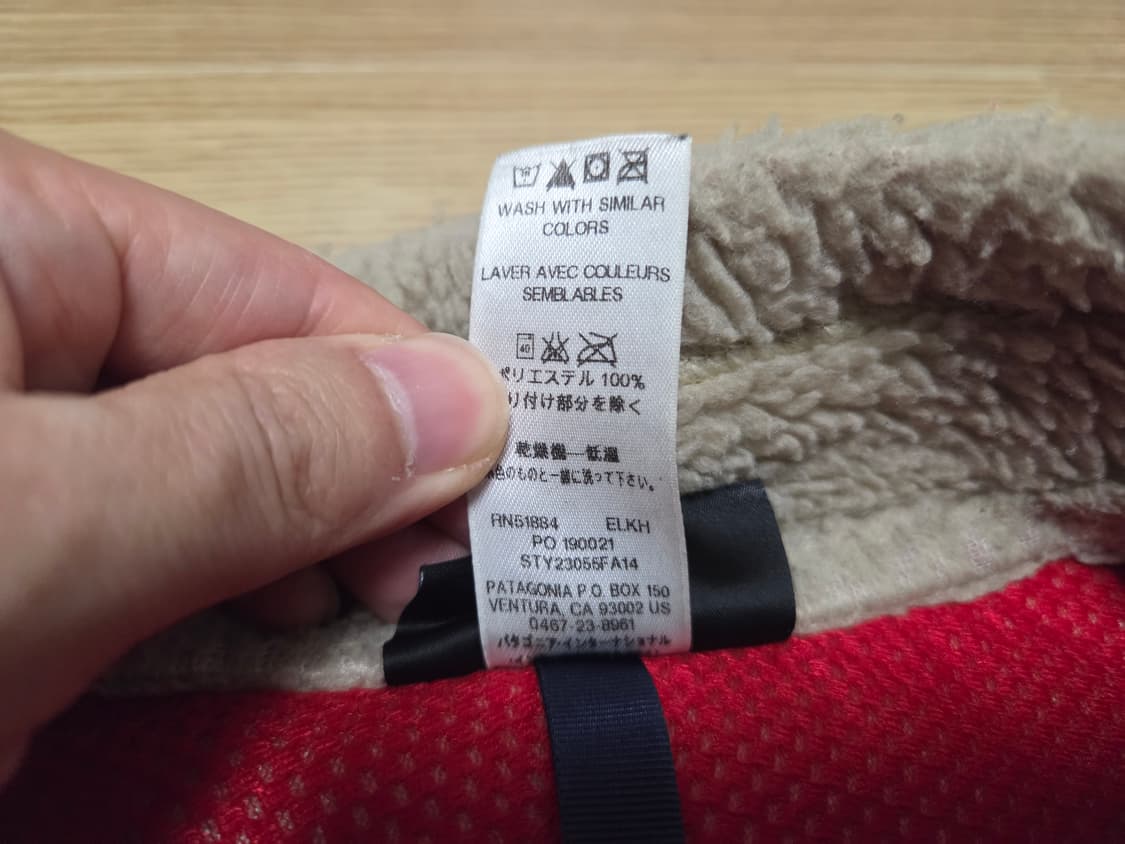 WASH WITH SIMILAR
COLORS
LAVER AVEC COULEURS
SEMBLABLES
40
ポリエステル 100%
り付け部分を除く
乾燥機—低温
色のものと一緒に洗って下さい。
RN51884 ELKH
PO 190021
STY23056FA14
PATAGONIA P.O. BOX 150
VENTURA, CA 93002 US
0467-23-8961
パタゴニア・インターナショナル